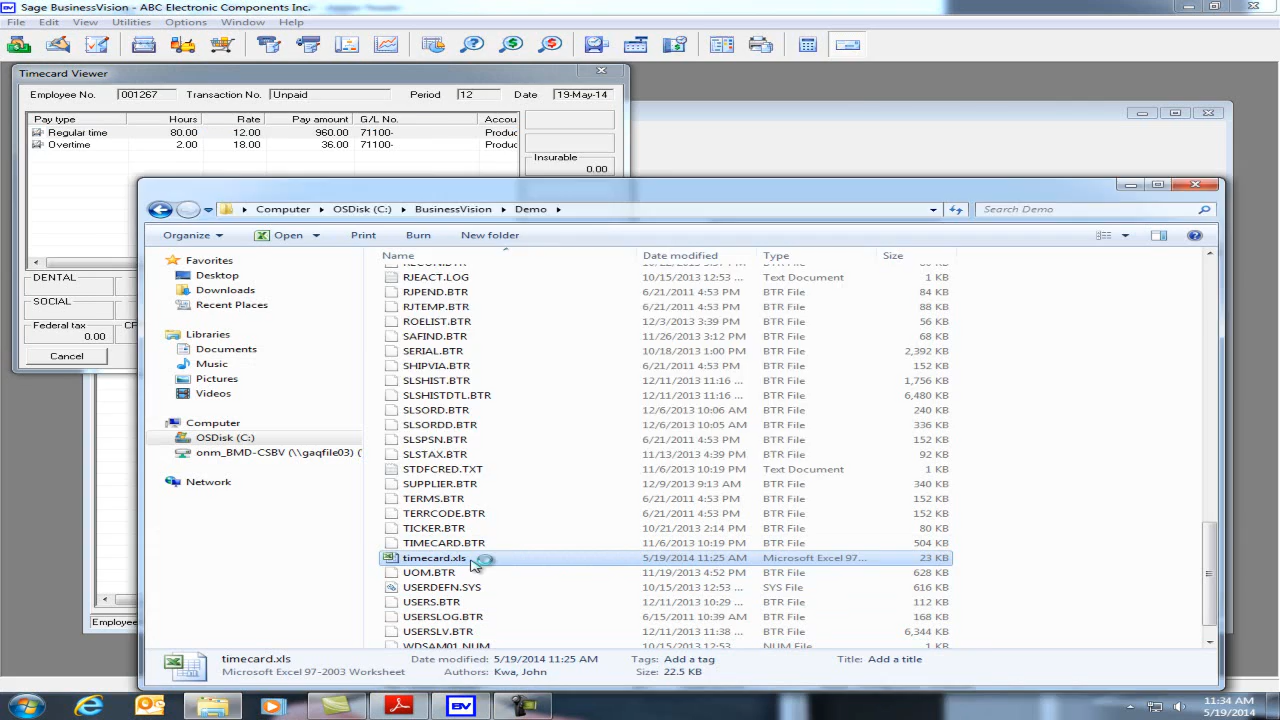 Sage BusinessVision - ABC Electronic Components Inc.
File Edit View Utilities Options Window Help
Timecard Viewer
Employee No. 001267 Transaction No. Unpaid Period 12 Date 19-May-14
Pay type Hours Rate Pay amount G/L No. Accou
Regular time 80.00 12.00 960.00 71100- Produc
Overtime 2.00 18.00 36.00 71100- Produc
Insurable
0.00
DENTAL
SOCIAL
Federal tax
0.00
Cancel
Employee
Computer OSDisk (C:) BusinessVision Demo
Search Demo
Organize Open Print Burn New folder
Favorites
Desktop
Downloads
Recent Places
Libraries
Documents
Music
Pictures
Videos
Computer
OSDisk (C:)
onm_BMD-CSBV (\\gaqfile03) (
Network
Name Date modified Type Size
RJEACT.LOG 10/15/2013 12:53 ... Text Document 1 KB
RJPEND.BTR 6/21/2011 4:53 PM BTR File 84 KB
RJTEMP.BTR 6/21/2011 4:53 PM BTR File 88 KB
ROELIST.BTR 12/3/2013 3:39 PM BTR File 56 KB
SAFIND.BTR 11/26/2013 3:12 PM BTR File 68 KB
SERIAL.BTR 10/18/2013 1:00 PM BTR File 2,392 KB
SHIPVIA.BTR 6/21/2011 4:53 PM BTR File 152 KB
SLSHIST.BTR 12/11/2013 11:16 ... BTR File 1,756 KB
SLSHISTDTL.BTR 12/11/2013 11:16 ... BTR File 6,480 KB
SLSORD.BTR 12/6/2013 10:06 AM BTR File 240 KB
SLSORDD.BTR 12/6/2013 10:05 AM BTR File 336 KB
SLSPSN.BTR 6/21/2011 4:53 PM BTR File 152 KB
SLSTAX.BTR 11/13/2013 4:39 PM BTR File 92 KB
STDFCRED.TXT 11/6/2013 10:19 PM Text Document 1 KB
SUPPLIER.BTR 12/9/2013 9:13 AM BTR File 340 KB
TERMS.BTR 6/21/2011 4:53 PM BTR File 152 KB
TERRCODE.BTR 6/21/2011 4:53 PM BTR File 152 KB
TICKER.BTR 10/21/2013 2:14 PM BTR File 80 KB
TIMECARD.BTR 11/6/2013 10:19 PM BTR File 504 KB
timecard.xls 5/19/2014 11:25 AM Microsoft Excel 97... 23 KB
UOM.BTR 11/19/2013 4:52 PM BTR File 628 KB
USERDEFN.SYS 10/15/2013 12:53 ... SYS File 616 KB
USERS.BTR 12/11/2013 10:29 ... BTR File 112 KB
USERSLOG.BTR 6/15/2011 10:39 AM BTR File 168 KB
USERSLV.BTR 12/11/2013 11:38 ... BTR File 6,344 KB
WDSAM01.NUM 10/15/2013 12:53 ... NUM File 1 KB
timecard.xls Date modified: 5/19/2014 11:25 AM Tags: Add a tag Title: Add a title
Microsoft Excel 97-2003 Worksheet Authors: Kwa, John Size: 22.5 KB
BV
11:34 AM
5/19/2014